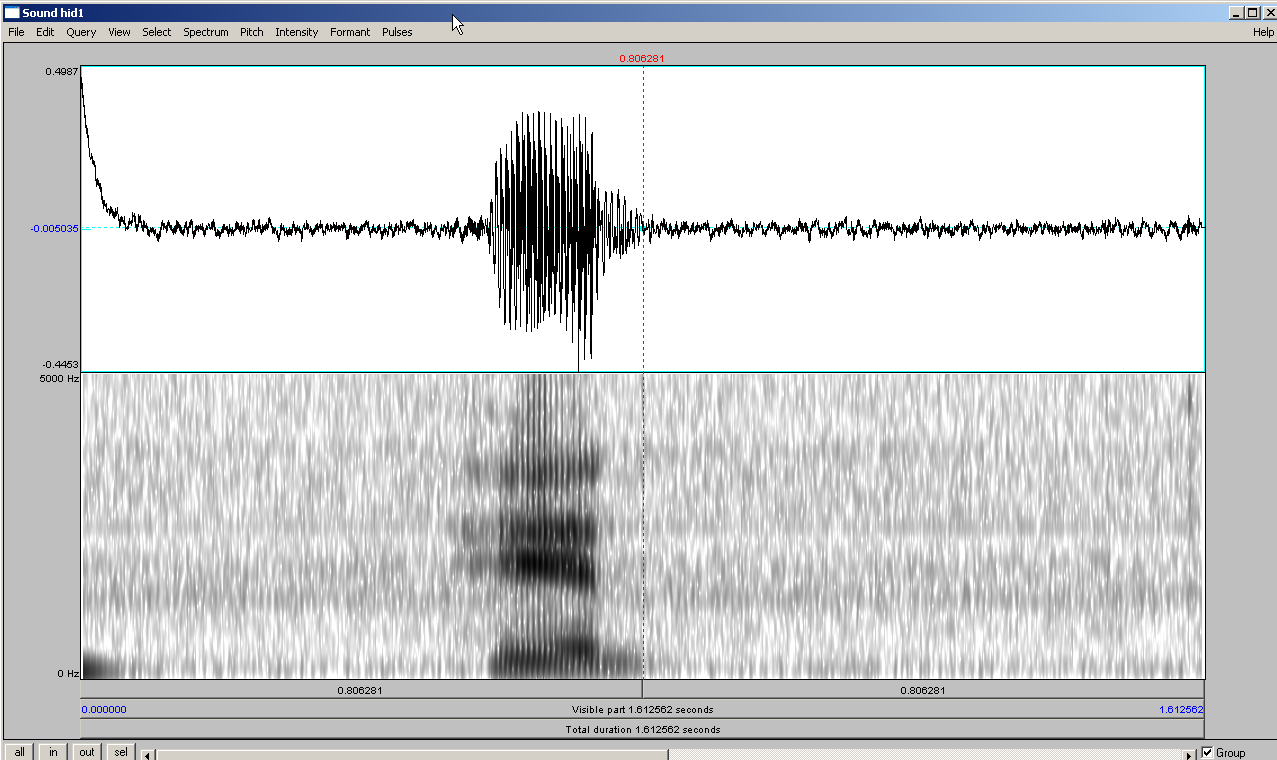 Sound hid1
File Edit Query View Select Spectrum Pitch Intensity Formant Pulses Help
0.806281
0.4987
-0.005035
-0.4453
5000 Hz
0 Hz
0.806281 0.806281
0.000000 Visible part 1.612562 seconds 1.612562
Total duration 1.612562 seconds
all in out sel Group